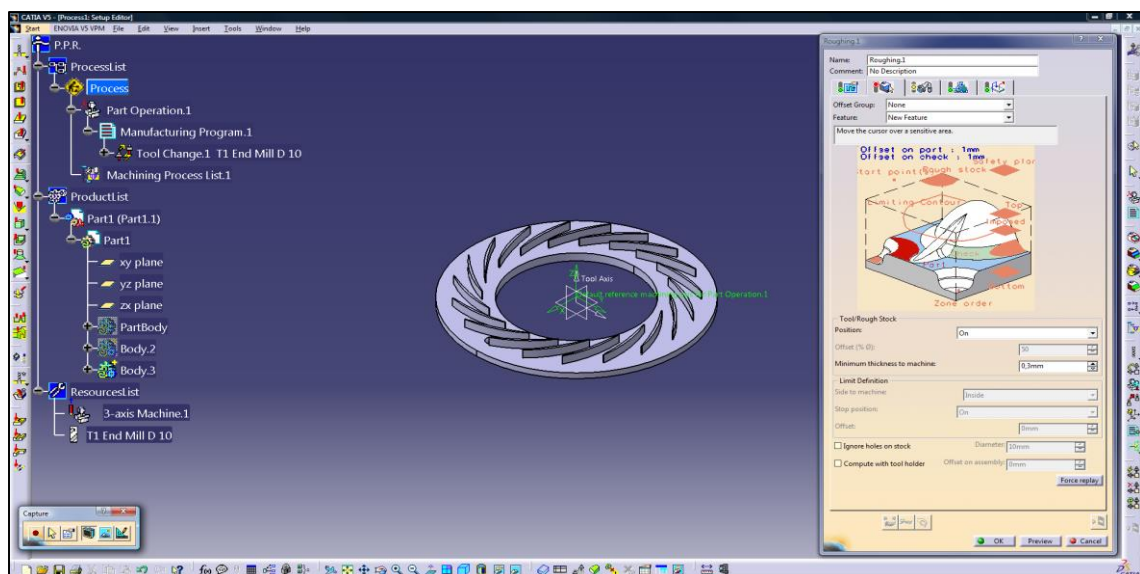 CATIA V5 - [Process1: Setup Editor]
Start ENOVIA V5 VPM File Edit View Insert Tools Window Help
P.P.R.
ProcessList
Process
Part Operation.1
Manufacturing Program.1
Tool Change.1 T1 End Mill D 10
Machining Process List.1
ProductList
Part1 (Part1.1)
Part1
xy plane
yz plane
zx plane
PartBody
Body.2
Body.3
ResourcesList
3-axis Machine.1
T1 End Mill D 10
Capture
Tool Axis
Part Operation.1
Roughing.1
Name: Roughing.1
Comment: No Description
Offset Group: None
Feature: New Feature
Move the cursor over a sensitive area.
Offset on part : 1mm
Offset on check : 1mm
Rough stock
Limiting Contour
Top
Imposed
Check
Part
Bottom
Zone order
Tool/Rough Stock
Position: On
Offset (% Ø): 50
Minimum thickness to machine: 0,3mm
Limit Definition
Side to machine: Inside
Stop position: On
Offset: 0mm
Ignore holes on stock Diameter: 10mm
Compute with tool holder Offset on assembly: 0mm
Force replay
OK Preview Cancel